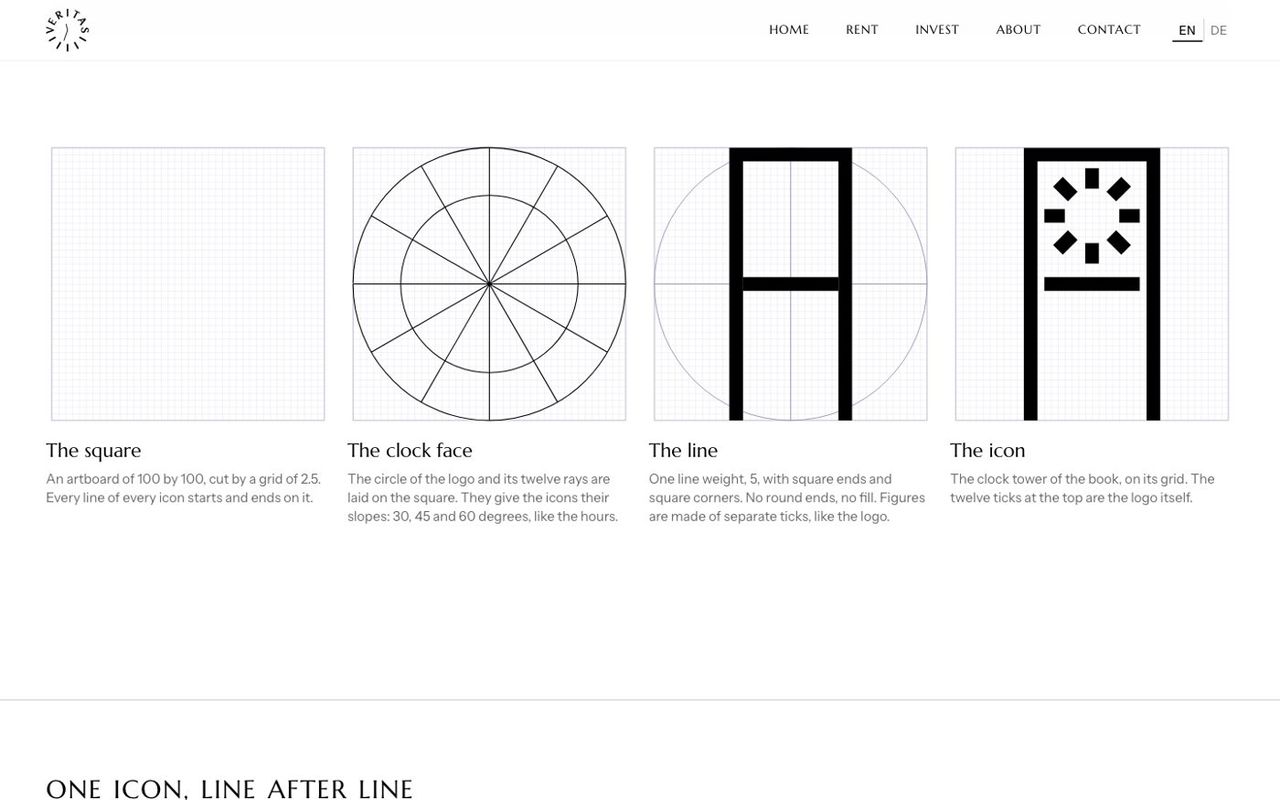 VERITAS
HOME RENT INVEST ABOUT CONTACT EN DE
The square
An artboard of 100 by 100, cut by a grid of 2.5.
Every line of every icon starts and ends on it.
The clock face
The circle of the logo and its twelve rays are
laid on the square. They give the icons their
slopes: 30, 45 and 60 degrees, like the hours.
The line
One line weight, 5, with square ends and
square corners. No round ends, no fill. Figures
are made of separate ticks, like the logo.
The icon
The clock tower of the book, on its grid. The
twelve ticks at the top are the logo itself.
ONE ICON, LINE AFTER LINE